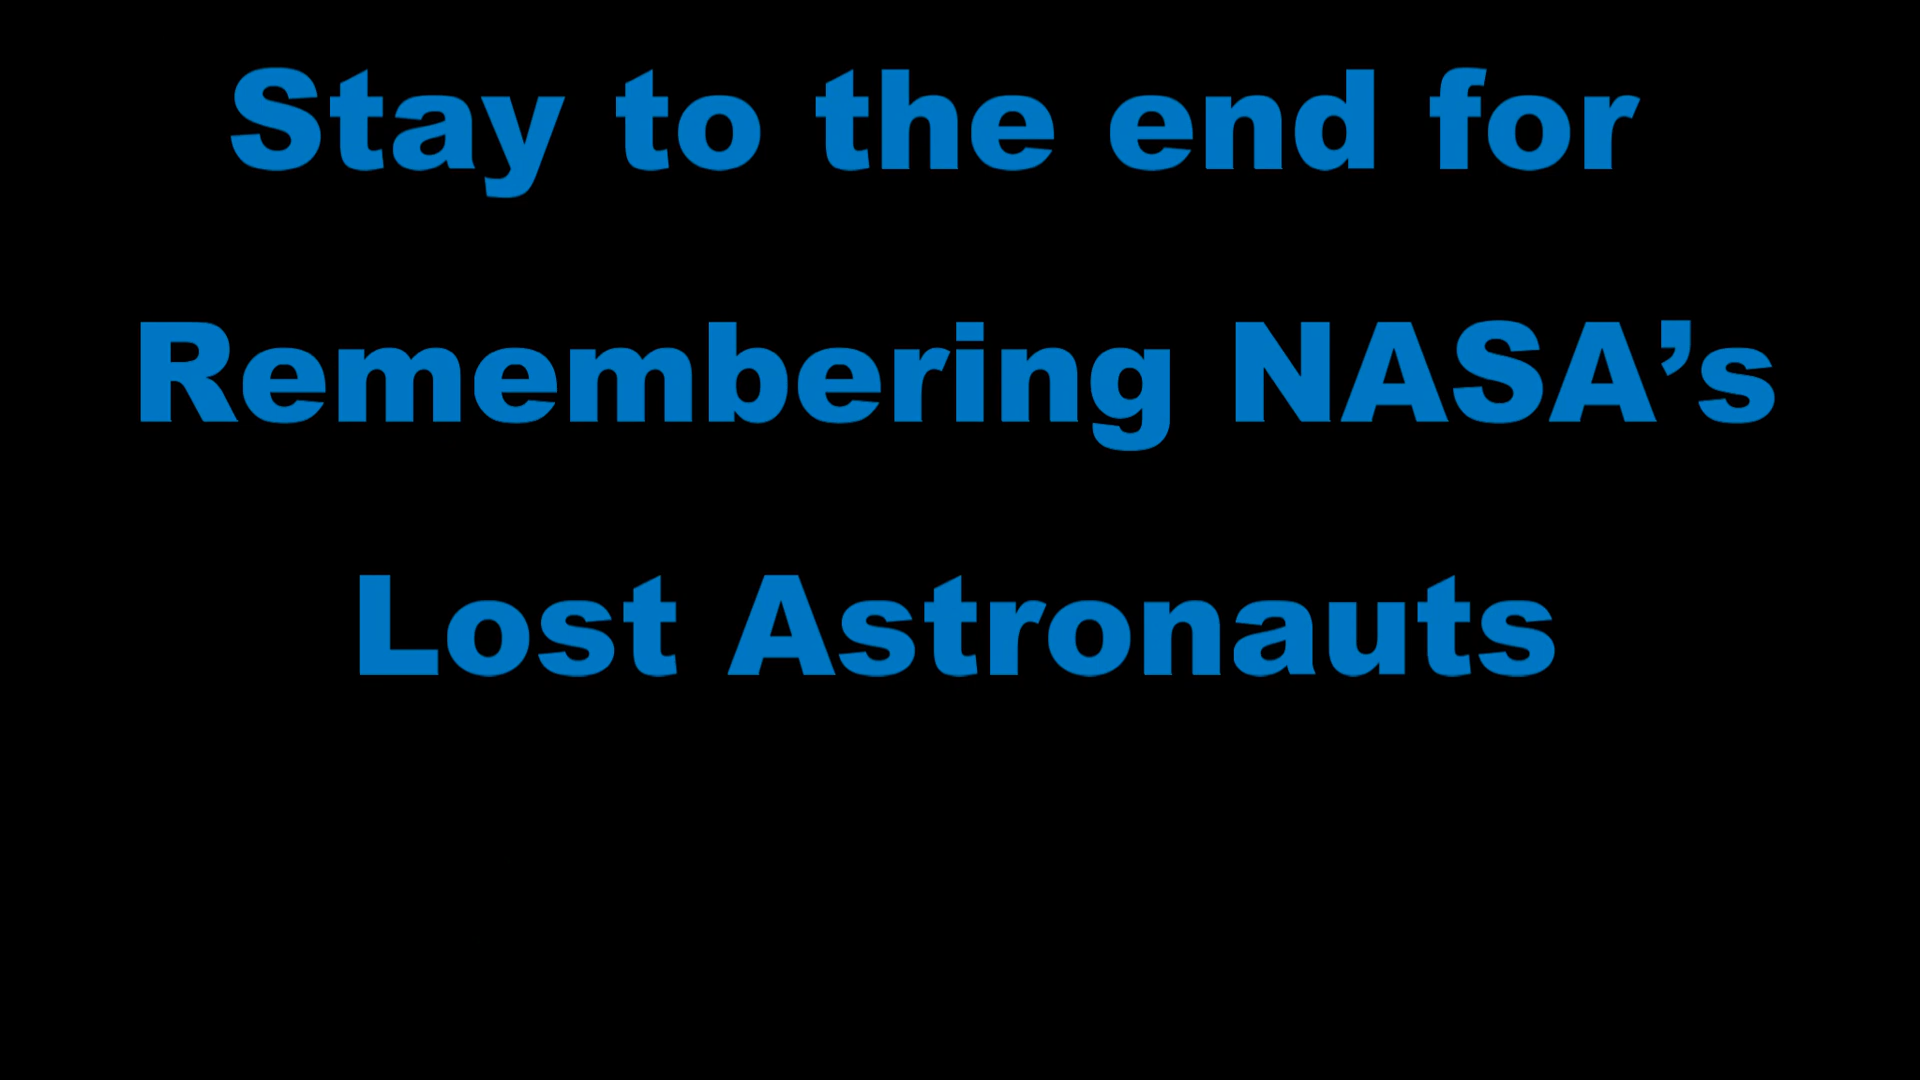 Stay to the end for
Remembering NASA’s
Lost Astronauts